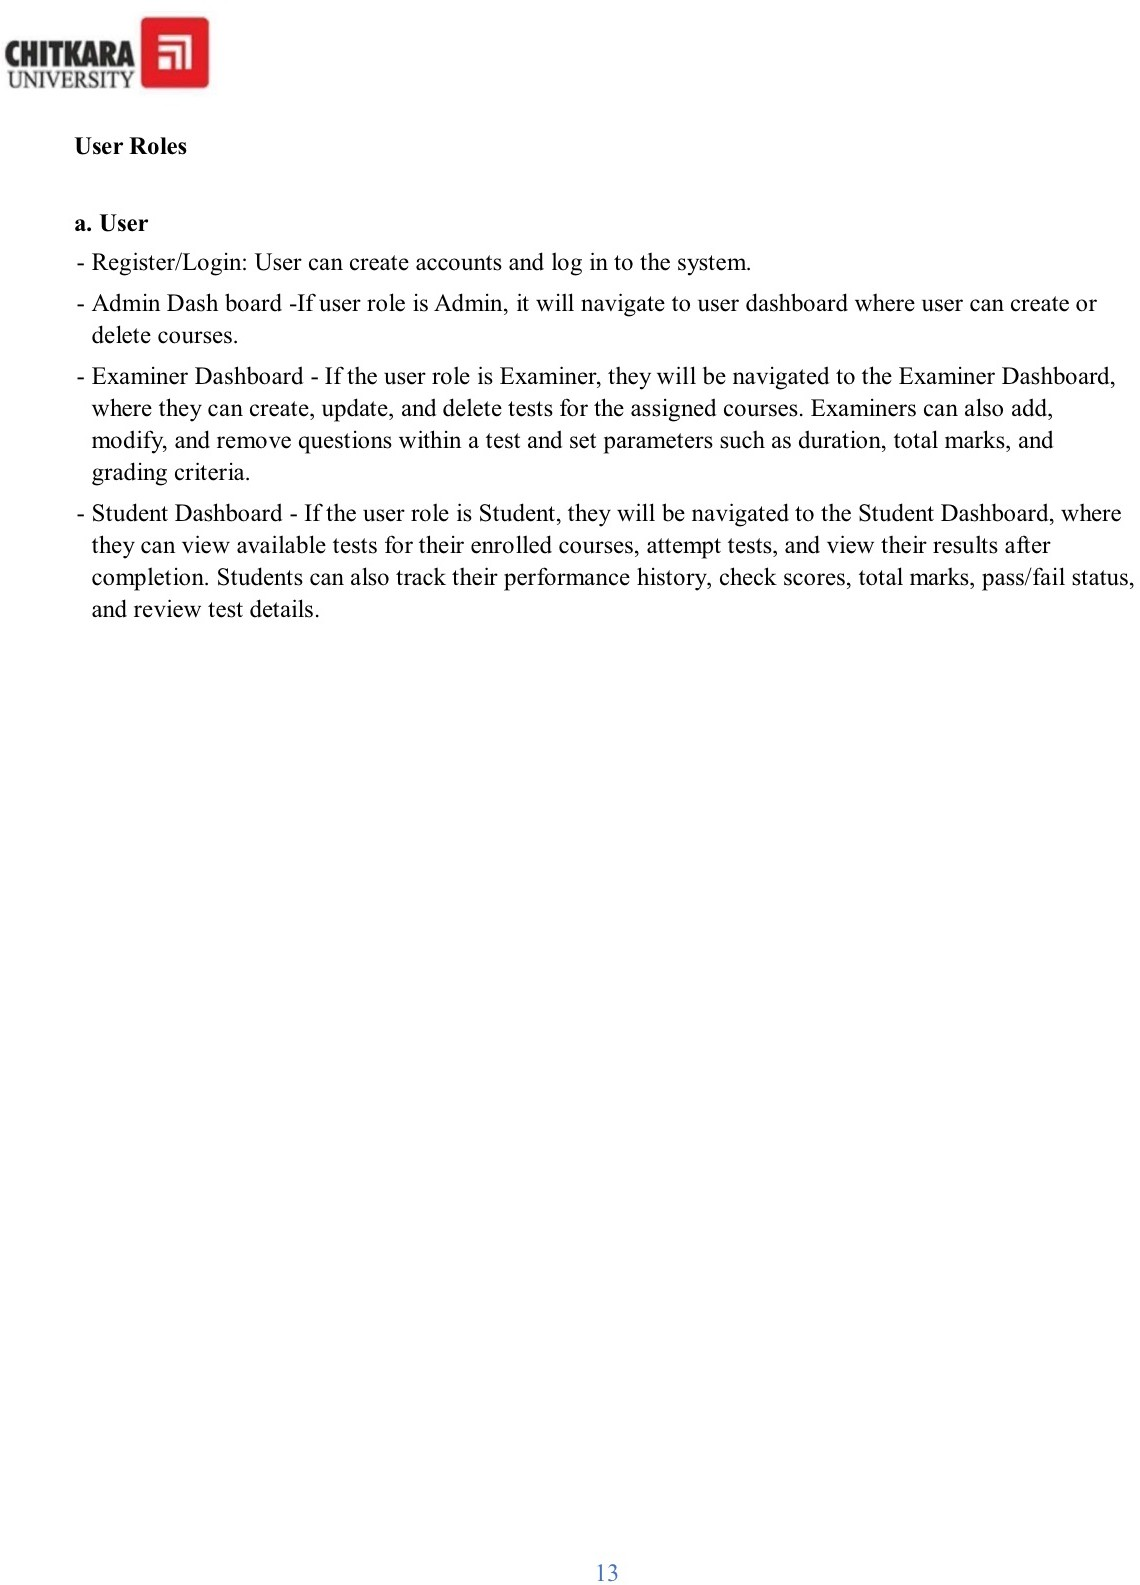 CHITKARA
UNIVERSITY
User Roles
a. User
- Register/Login: User can create accounts and log in to the system.
- Admin Dash board -If user role is Admin, it will navigate to user dashboard where user can create or
delete courses.
- Examiner Dashboard - If the user role is Examiner, they will be navigated to the Examiner Dashboard,
where they can create, update, and delete tests for the assigned courses. Examiners can also add,
modify, and remove questions within a test and set parameters such as duration, total marks, and
grading criteria.
- Student Dashboard - If the user role is Student, they will be navigated to the Student Dashboard, where
they can view available tests for their enrolled courses, attempt tests, and view their results after
completion. Students can also track their performance history, check scores, total marks, pass/fail status,
and review test details.
13